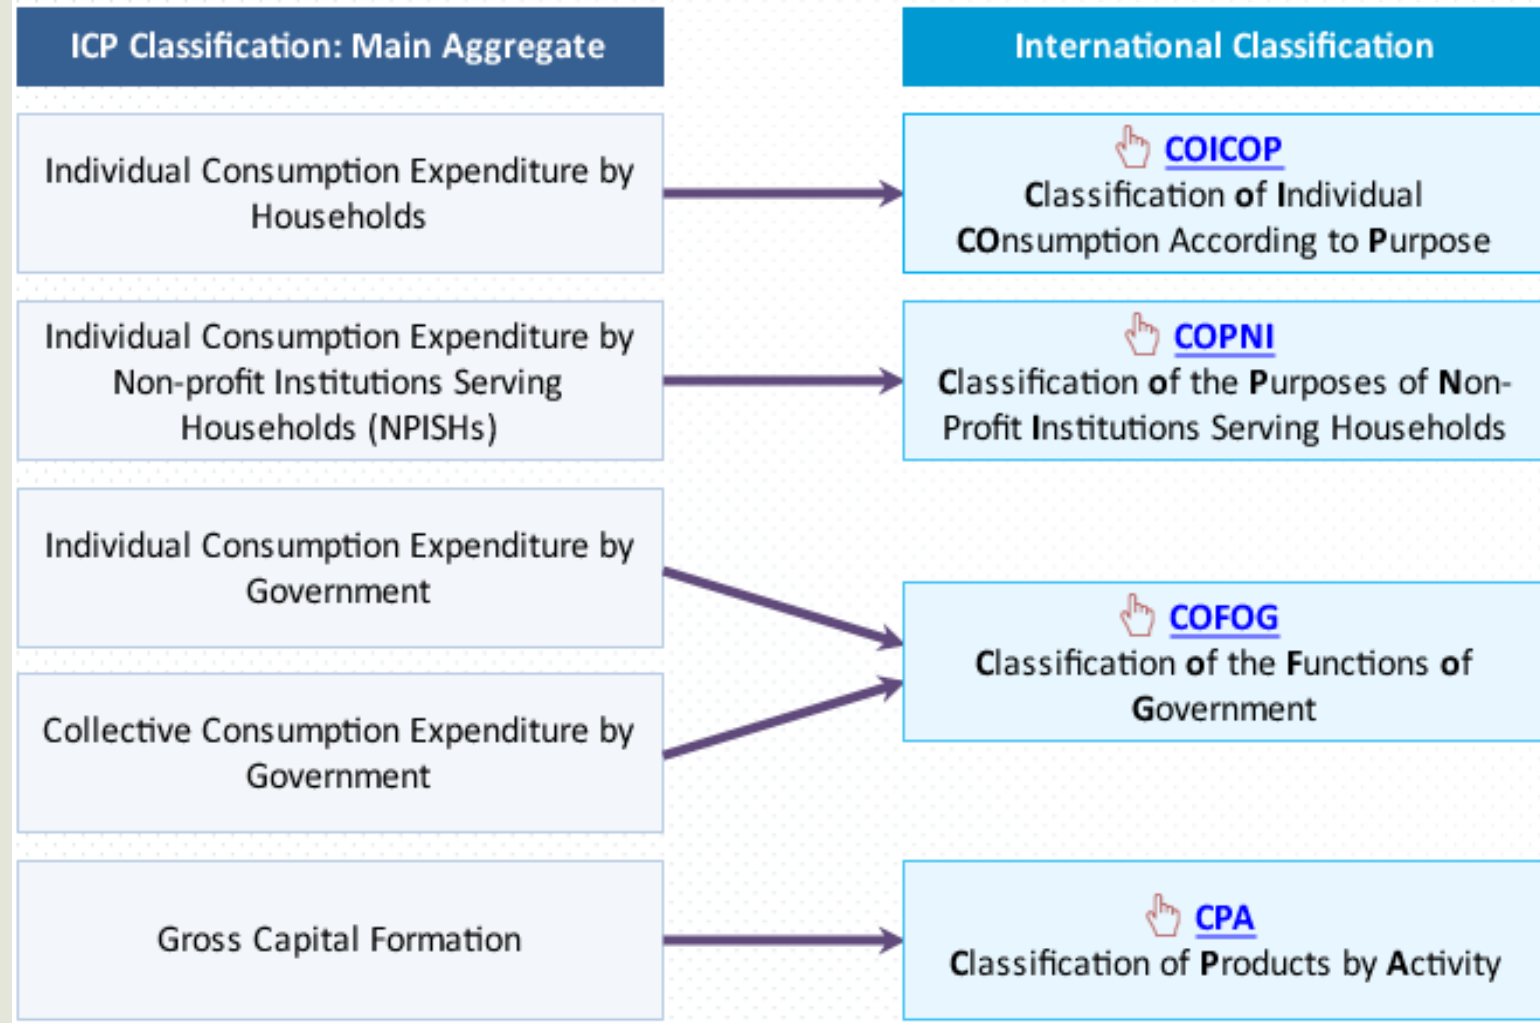 ICP Classification: Main Aggregate
International Classification
Individual Consumption Expenditure by
Households
COICOP
Classification of Individual
COnsumption According to Purpose
Individual Consumption Expenditure by
Non-profit Institutions Serving
Households (NPISHs)
COPNI
Classification of the Purposes of Non-
Profit Institutions Serving Households
Individual Consumption Expenditure by
Government
Collective Consumption Expenditure by
Government
COFOG
Classification of the Functions of
Government
Gross Capital Formation
CPA
Classification of Products by Activity